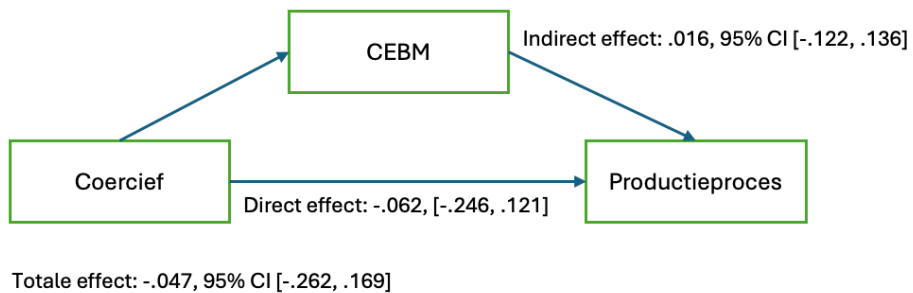 Indirect effect: .016, 95% CI [-.122, .136]
CEBM
Coercief
Productieproces
Direct effect: -.062, [-.246, .121]
Totale effect: -.047, 95% CI [-.262, .169]